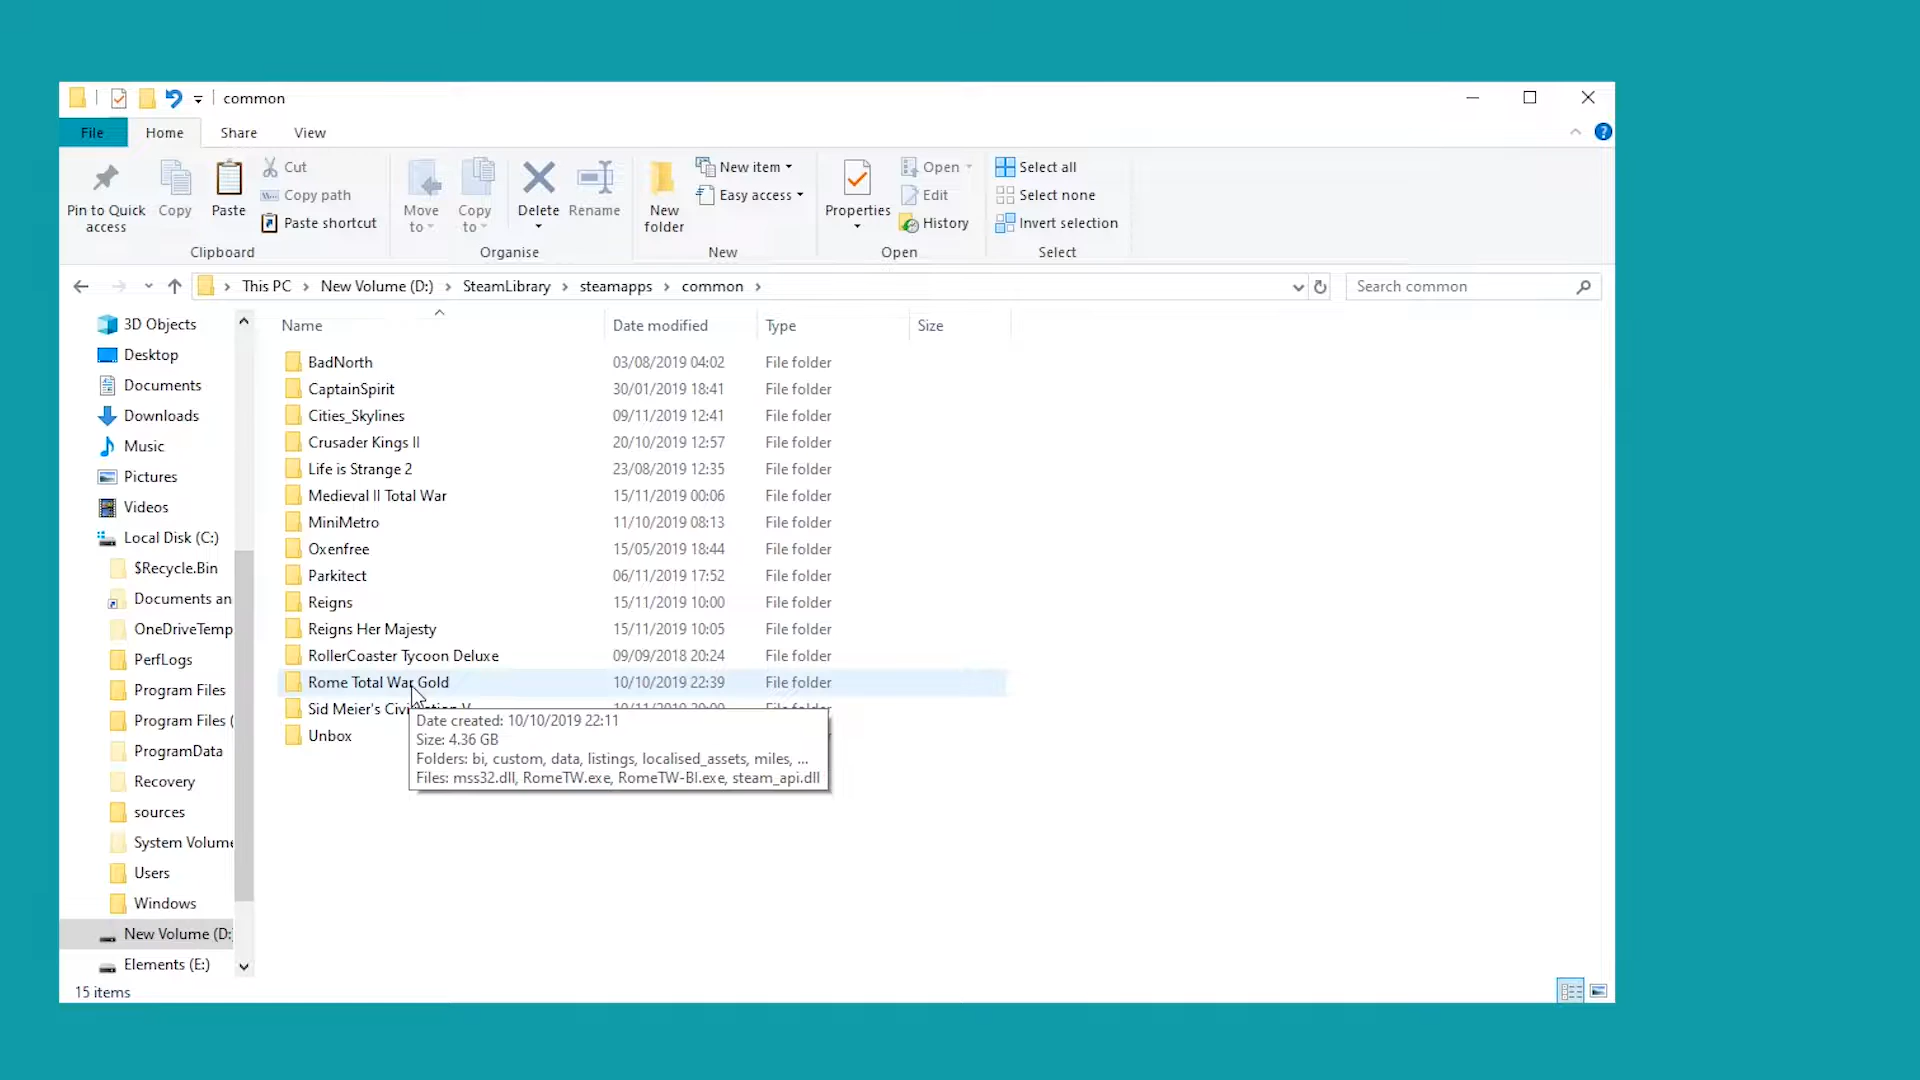 common
File Home Share View
Pin to Quick access
Copy
Paste
Cut
Copy path
Paste shortcut
Clipboard
Move to
Copy to
Delete
Rename
Organise
New folder
New item
Easy access
New
Properties
Open
Edit
History
Open
Select all
Select none
Invert selection
Select
This PC New Volume (D:) SteamLibrary steamapps common
Search common
3D Objects
Desktop
Documents
Downloads
Music
Pictures
Videos
Local Disk (C:)
$Recycle.Bin
Documents an
OneDriveTemp
PerfLogs
Program Files
Program Files (
ProgramData
Recovery
sources
System Volume
Users
Windows
New Volume (D:
Elements (E:)
Name Date modified Type Size
BadNorth 03/08/2019 04:02 File folder
CaptainSpirit 30/01/2019 18:41 File folder
Cities_Skylines 09/11/2019 12:41 File folder
Crusader Kings II 20/10/2019 12:57 File folder
Life is Strange 2 23/08/2019 12:35 File folder
Medieval II Total War 15/11/2019 00:06 File folder
MiniMetro 11/10/2019 08:13 File folder
Oxenfree 15/05/2019 18:44 File folder
Parkitect 06/11/2019 17:52 File folder
Reigns 15/11/2019 10:00 File folder
Reigns Her Majesty 15/11/2019 10:05 File folder
RollerCoaster Tycoon Deluxe 09/09/2018 20:24 File folder
Rome Total War Gold 10/10/2019 22:39 File folder
Sid Meier's
Unbox
Date created: 10/10/2019 22:11
Size: 4.36 GB
Folders: bi, custom, data, listings, localised_assets, miles, ...
Files: mss32.dll, RomeTW.exe, RomeTW-BI.exe, steam_api.dll
15 items